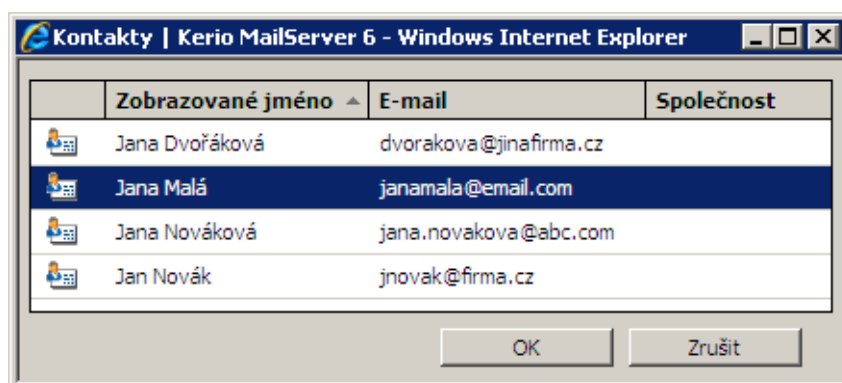 Kontakty | Kerio MailServer 6 - Windows Internet Explorer
Zobrazované jméno E-mail Společnost
Jana Dvořáková dvorakova@jinafirma.cz
Jana Malá janamala@email.com
Jana Nováková jana.novakova@abc.com
Jan Novák jnovak@firma.cz
OK Zrušit